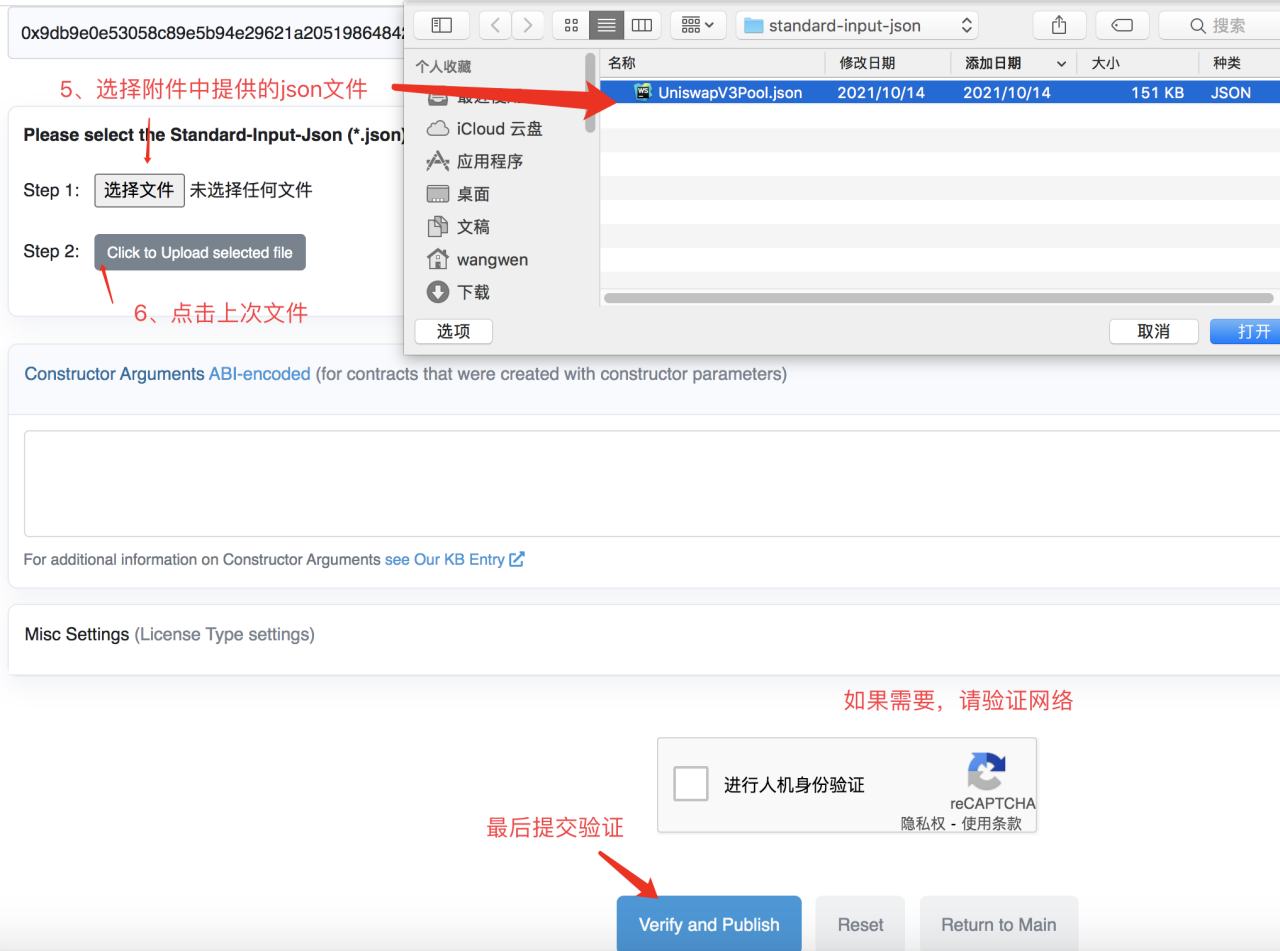 0x9db9e0e53058c89e5b94e29621a2051986484
standard-input-json
搜索
个人收藏
名称
修改日期
添加日期
大小
种类
5、选择附件中提供的json文件
UniswapV3Pool.json
2021/10/14
2021/10/14
151 KB
JSON
Please select the Standard-Input-Json (*.json)
iCloud 云盘
应用程序
Step 1:
选择文件
未选择任何文件
桌面
文稿
Step 2:
Click to Upload selected file
wangwen
下载
6、点击上次文件
选项
取消
打开
Constructor Arguments ABI-encoded (for contracts that were created with constructor parameters)
For additional information on Constructor Arguments see Our KB Entry
Misc Settings (License Type settings)
如果需要，请验证网络
进行人机身份验证
reCAPTCHA
隐私权 - 使用条款
最后提交验证
Verify and Publish
Reset
Return to Main